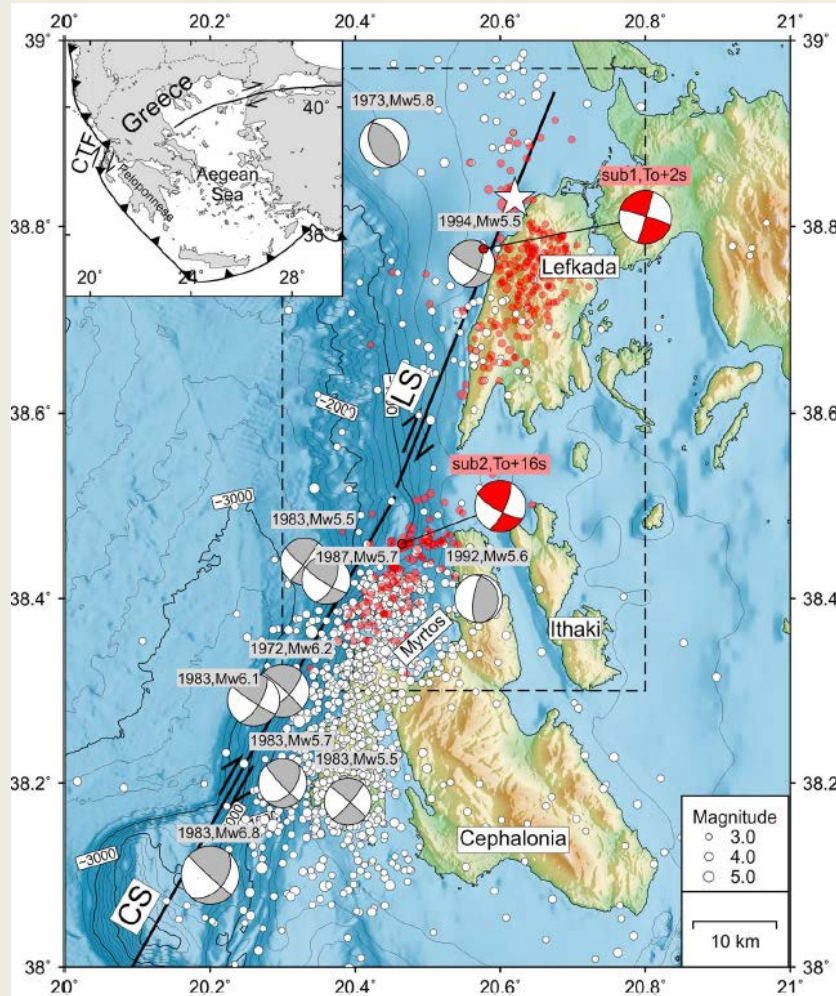 20˚ 20.2˚ 20.4˚ 20.6˚ 20.8˚ 21˚
39˚ 39˚
Greece
40˚
CTF
Peloponnese
Aegean
Sea
36˚
20˚ 28˚
1973,Mw5.8
sub1,To+2s
38.8˚ 38.8˚
1994,Mw5.5
Lefkada
LS
−2000
38.6˚ 38.6˚
sub2,To+16s
−3000
1983,Mw5.5
1987,Mw5.7
1992,Mw5.6
38.4˚ 38.4˚
Ithaki
Myrtos
1972,Mw6.2
1983,Mw6.1
1983,Mw5.7
1983,Mw5.5
38.2˚ 38.2˚
1983,Mw6.8
−3000
Cephalonia
CS
Magnitude
3.0
4.0
5.0
10 km
38˚ 38˚
20˚ 20.2˚ 20.4˚ 20.6˚ 20.8˚ 21˚